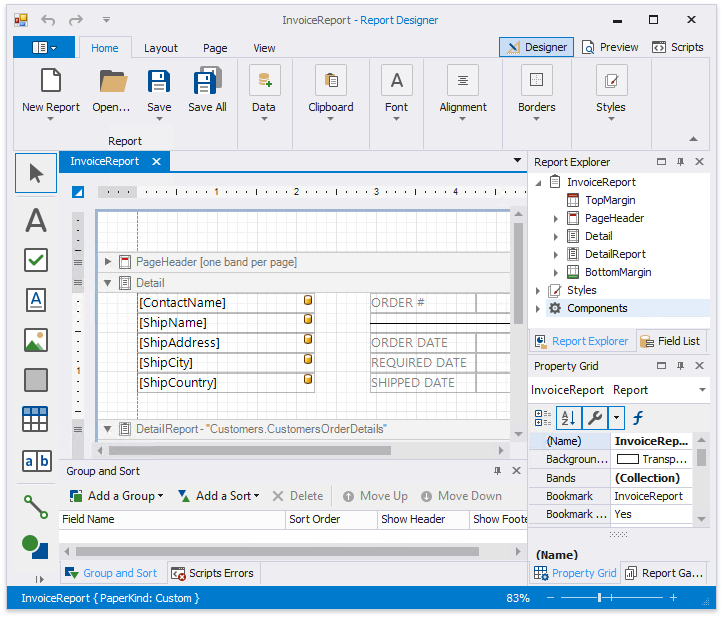 InvoiceReport - Report Designer
Home Layout Page View Designer Preview Scripts
New Report Open... Save Save All Data Clipboard Font Alignment Borders Styles
Report
InvoiceReport
1 2 3 4
PageHeader [one band per page]
Detail
[ContactName] ORDER #
[ShipName]
[ShipAddress] ORDER DATE
[ShipCity] REQUIRED DATE
[ShipCountry] SHIPPED DATE
1
DetailReport - "Customers.CustomersOrderDetails"
Group and Sort
Add a Group Add a Sort Delete Move Up Move Down
Field Name Sort Order Show Header Show Foote
Group and Sort Scripts Errors
Report Explorer
InvoiceReport
TopMargin
PageHeader
Detail
DetailReport
BottomMargin
Styles
Components
Report Explorer Field List
Property Grid
InvoiceReport Report
(Name) InvoiceRep...
Backgroun... Transp...
Bands (Collection)
Bookmark InvoiceReport
Bookmark ... Yes
(Name)
Property Grid Report Ga...
InvoiceReport { PaperKind: Custom } 83%